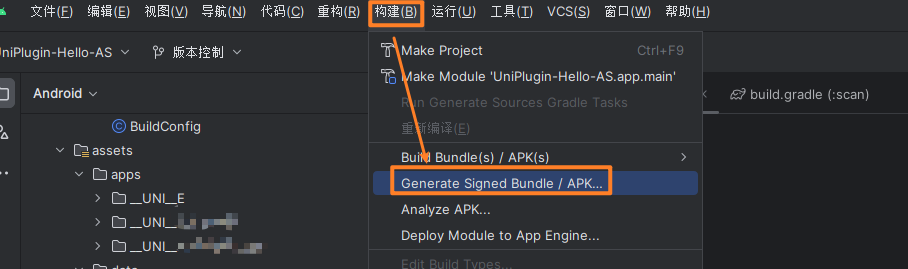 文件(F) 编辑(E) 视图(V) 导航(N) 代码(C) 重构(R) 构建(B) 运行(U) 工具(T) VCS(S) 窗口(W) 帮助(H)
UniPlugin-Hello-AS 版本控制
Make Project Ctrl+F9
Android
Make Module 'UniPlugin-Hello-AS.app.main'
build.gradle (:scan)
Run Generate Sources Gradle Tasks
BuildConfig
重新编译(E)
assets
Build Bundle(s) / APK(s)
apps
Generate Signed Bundle / APK...
__UNI__E
Analyze APK...
__UNI__
Deploy Module to App Engine...
__UNI__
data
Edit Build Types...